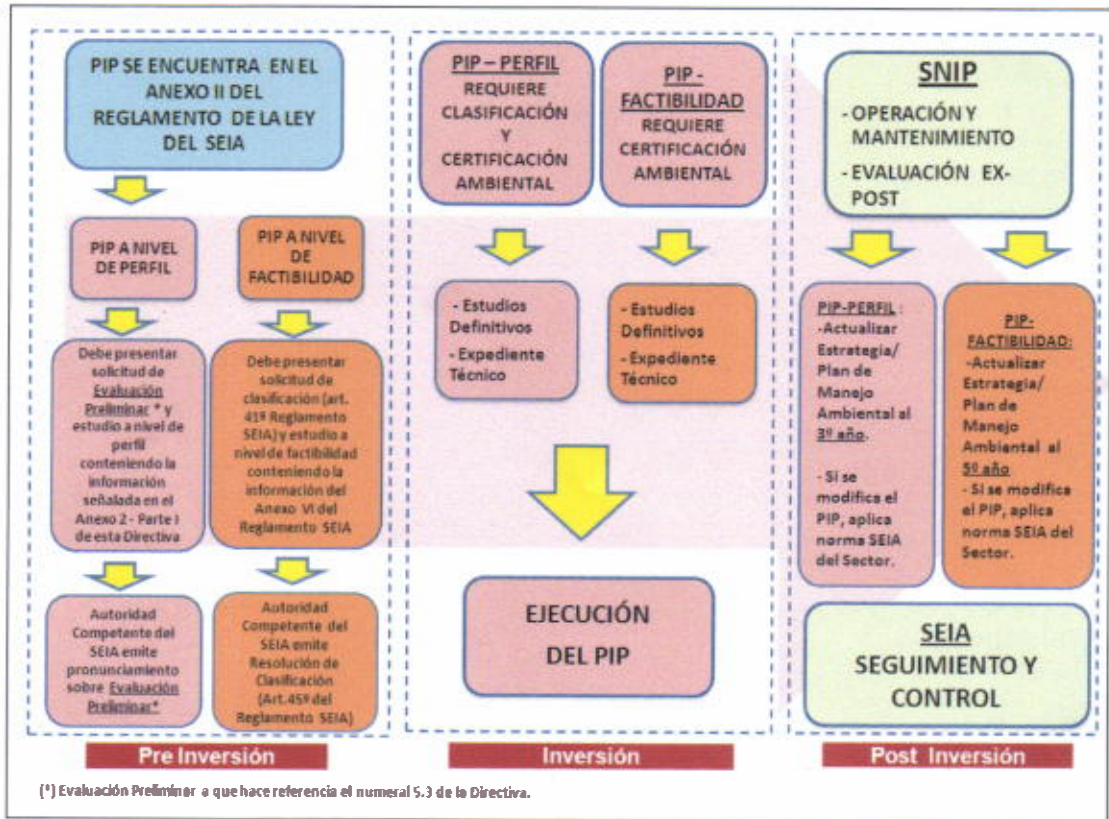 PIP SE ENCUENTRA EN EL
ANEXO II DEL
REGLAMENTO DE LA LEY
DEL SEIA
PIP A NIVEL
DE PERFIL
PIP A NIVEL
DE
FACTIBILIDAD
Debe presentar
solicitud de
Evaluación
Preliminar * y
estudio a nivel de
perfil
conteniendo la
información
señalada en el
Anexo 2 - Parte I
de esta Directiva
Debe presentar
solicitud de
clasificación (art.
41º Reglamento
SEIA) y estudio a
nivel de factibilidad
conteniendo la
información del
Anexo VI del
Reglamento SEIA
Autoridad
Competente del
SEIA emite
pronunciamiento
sobre Evaluación
Preliminar*
Autoridad
Competente del
SEIA emite
Resolución de
Clasificación
(Art.45º del
Reglamento SEIA)
Pre Inversión
PIP – PERFIL
REQUIERE
CLASIFICACIÓN
Y
CERTIFICACIÓN
AMBIENTAL
PIP -
FACTIBILIDAD
REQUIERE
CERTIFICACIÓN
AMBIENTAL
- Estudios
Definitivos
- Expediente
Técnico
- Estudios
Definitivos
- Expediente
Técnico
EJECUCIÓN
DEL PIP
Inversión
SNIP
- OPERACIÓN Y
MANTENIMIENTO
- EVALUACIÓN EX-
POST
PIP-PERFIL :
-Actualizar
Estrategia/
Plan de
Manejo
Ambiental al
3º año.
- Si se
modifica el
PIP, aplica
norma SEIA
del Sector.
PIP-
FACTIBILIDAD:
-Actualizar
Estrategia/
Plan de
Manejo
Ambiental al
5º año
- Si se modifica
el PIP, aplica
norma SEIA del
Sector.
SEIA
SEGUIMIENTO Y
CONTROL
Post Inversión
(*) Evaluación Preliminar a que hace referencia el numeral 5.3 de la Directiva.